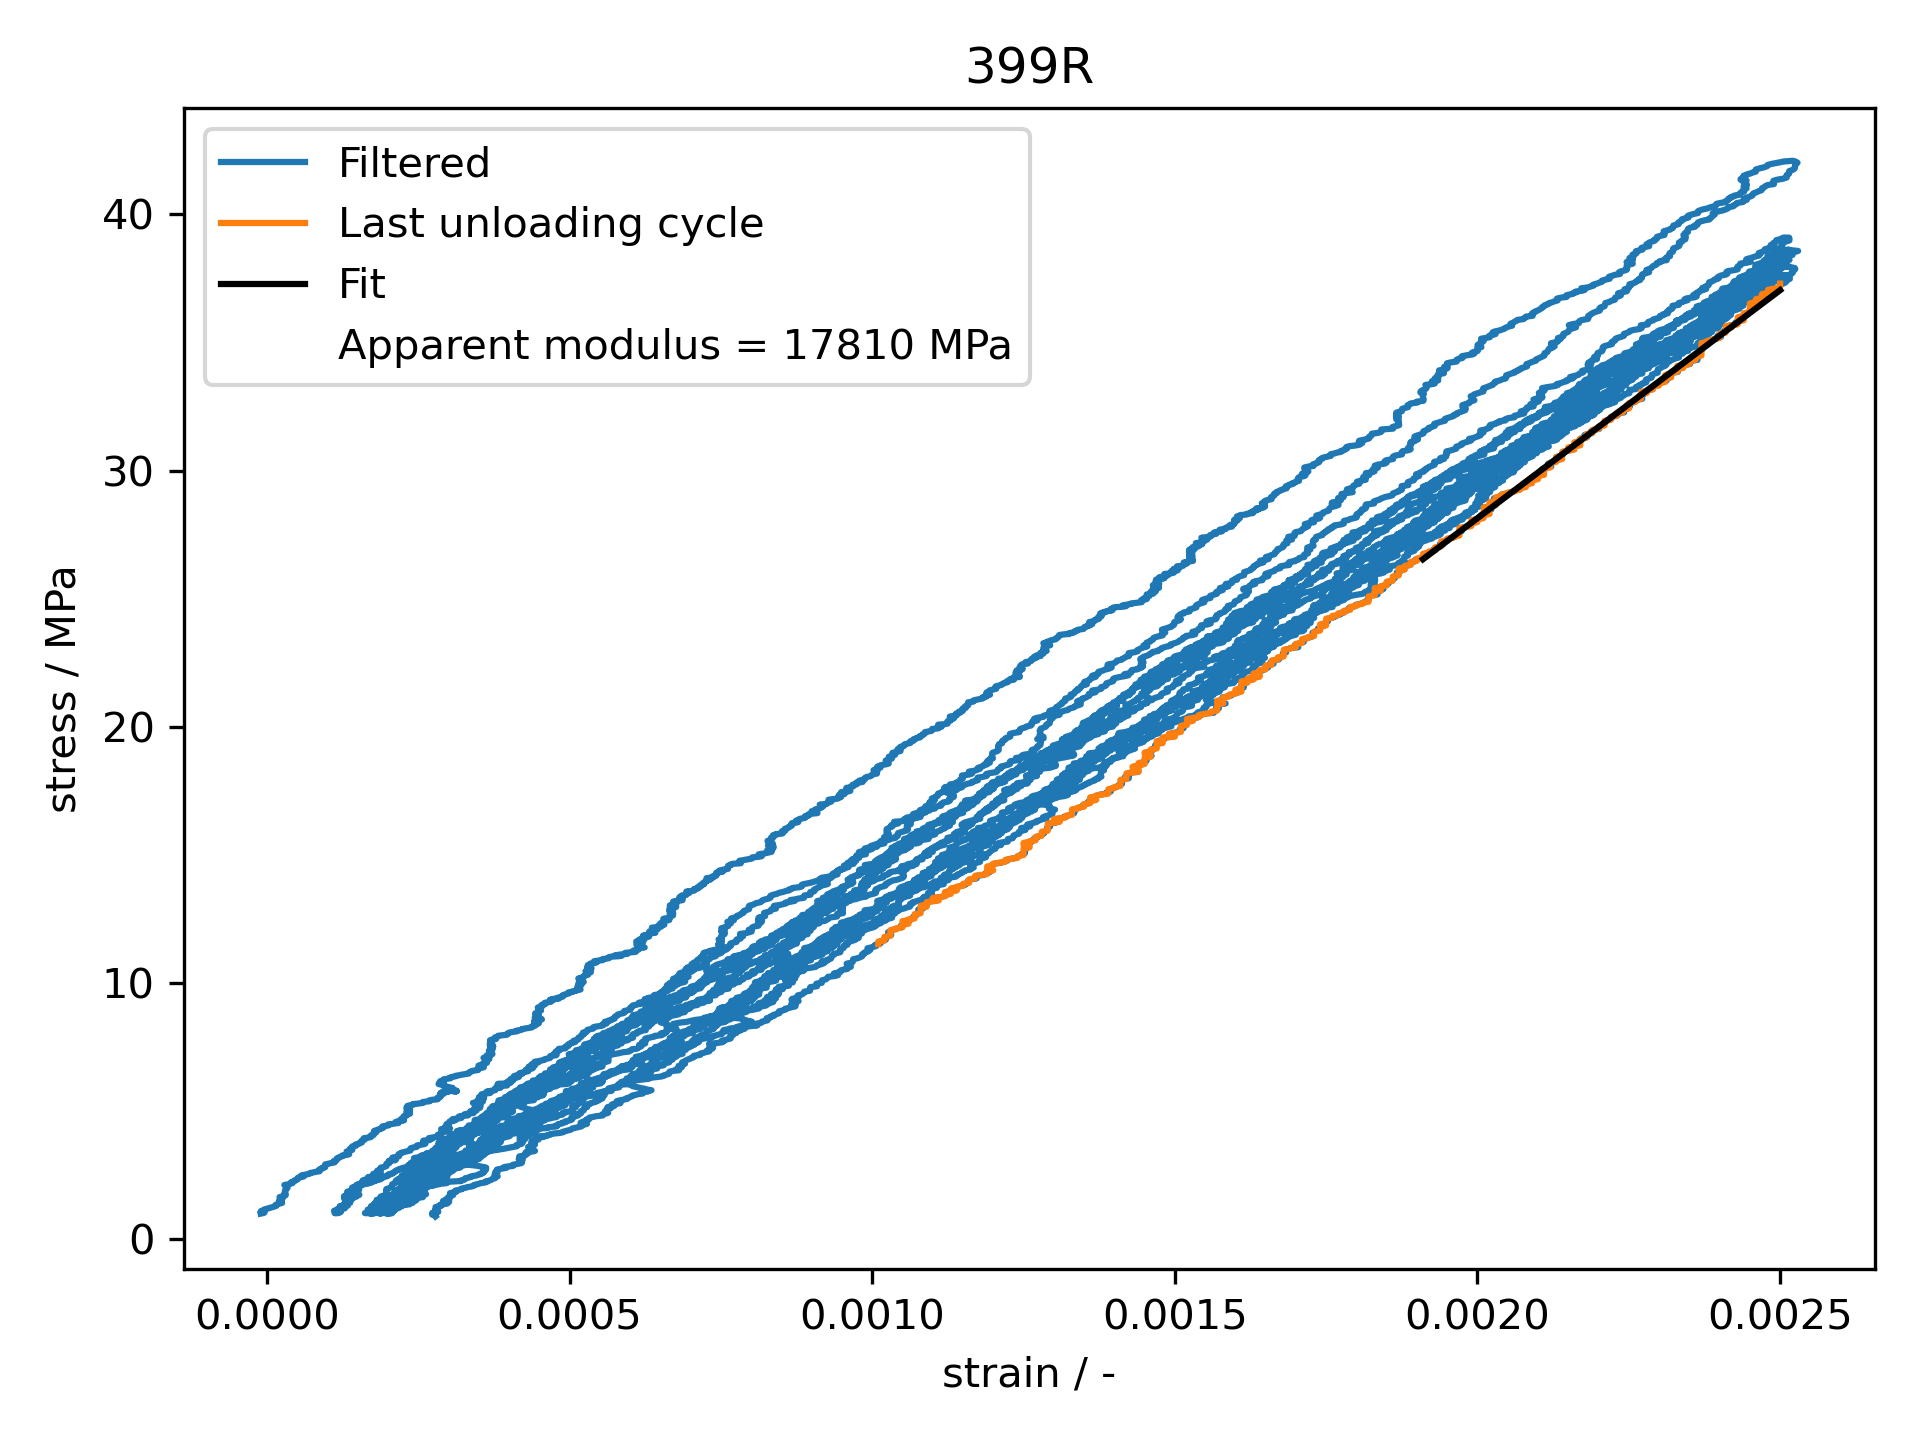 399R
Filtered
Last unloading cycle
Fit
Apparent modulus = 17810 MPa
stress / MPa
40
30
20
10
0
0.0000 0.0005 0.0010 0.0015 0.0020 0.0025
strain / -